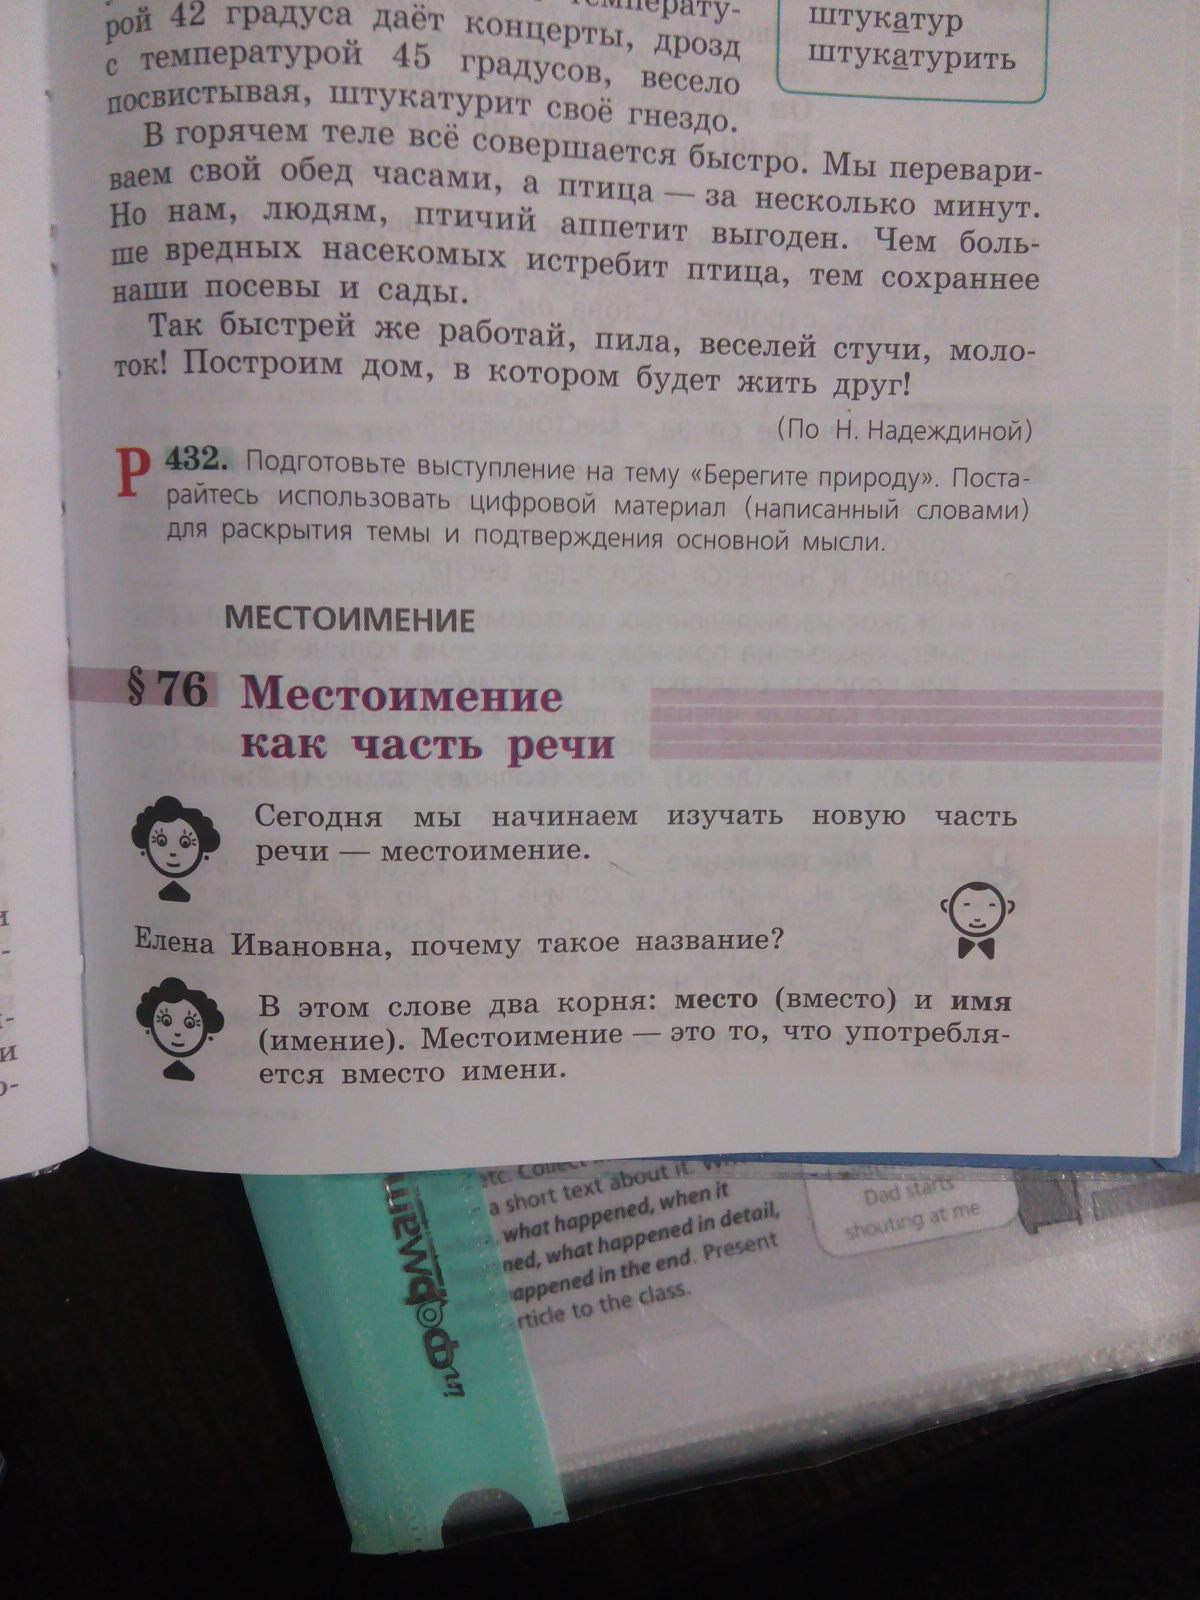 рой 42 градуса даёт концерты, дрозд
с температурой 45 градусов, весело
посвистывая, штукатурит своё гнездо.
штукатур
штукатурить
В горячем теле всё совершается быстро. Мы перевари-
ваем свой обед часами, а птица — за несколько минут.
Но нам, людям, птичий аппетит выгоден. Чем боль-
ше вредных насекомых истребит птица, тем сохраннее
наши посевы и сады.
Так быстрей же работай, пила, веселей стучи, моло-
ток! Построим дом, в котором будет жить друг!
(По Н. Надеждиной)
Р 432. Подготовьте выступление на тему «Берегите природу». Поста-
райтесь использовать цифровой материал (написанный словами)
для раскрытия темы и подтверждения основной мысли.
МЕСТОИМЕНИЕ
§ 76 Местоимение
как часть речи
Сегодня мы начинаем изучать новую часть
речи — местоимение.
Елена Ивановна, почему такое название?
В этом слове два корня: место (вместо) и имя
(имение). Местоимение — это то, что употребля-
ется вместо имени.
etc. Collect
a short text about it.
what happened, when it
what happened in detail,
happened in the end. Present
article to the class.
Dad starts
shouting at me